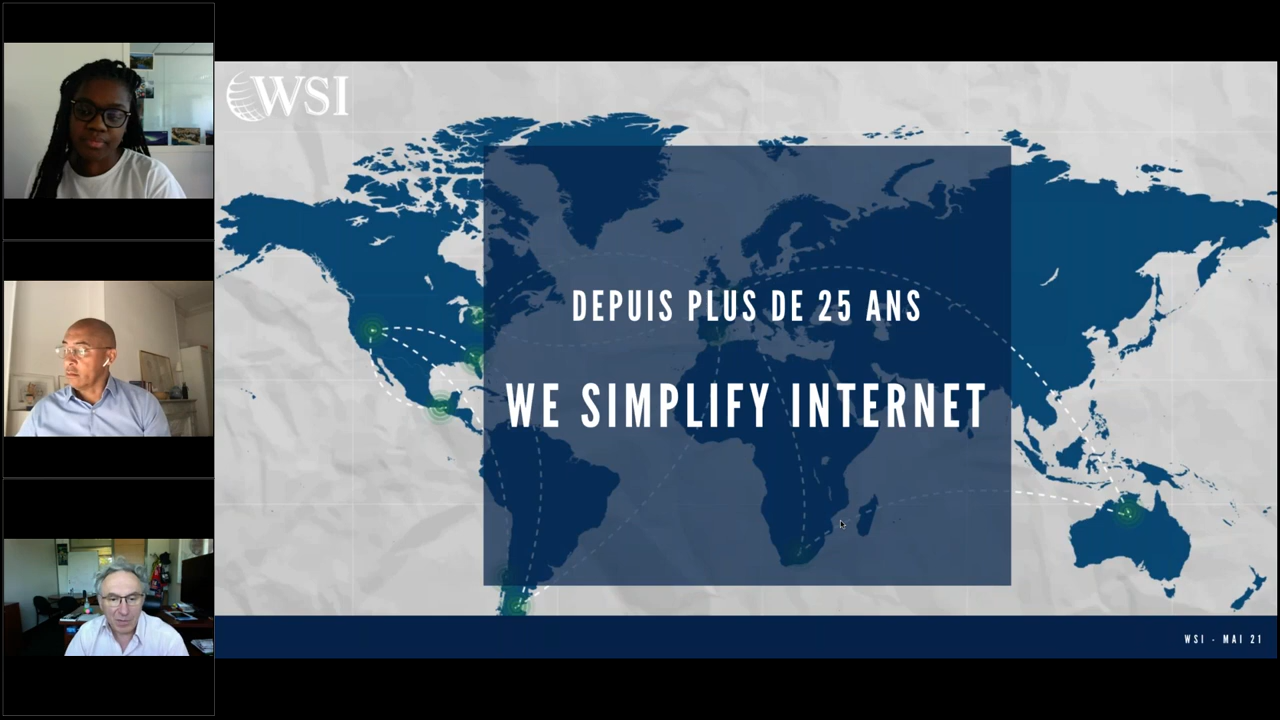 WSI
DEPUIS PLUS DE 25 ANS
WE SIMPLIFY INTERNET
WSI - MAI 21